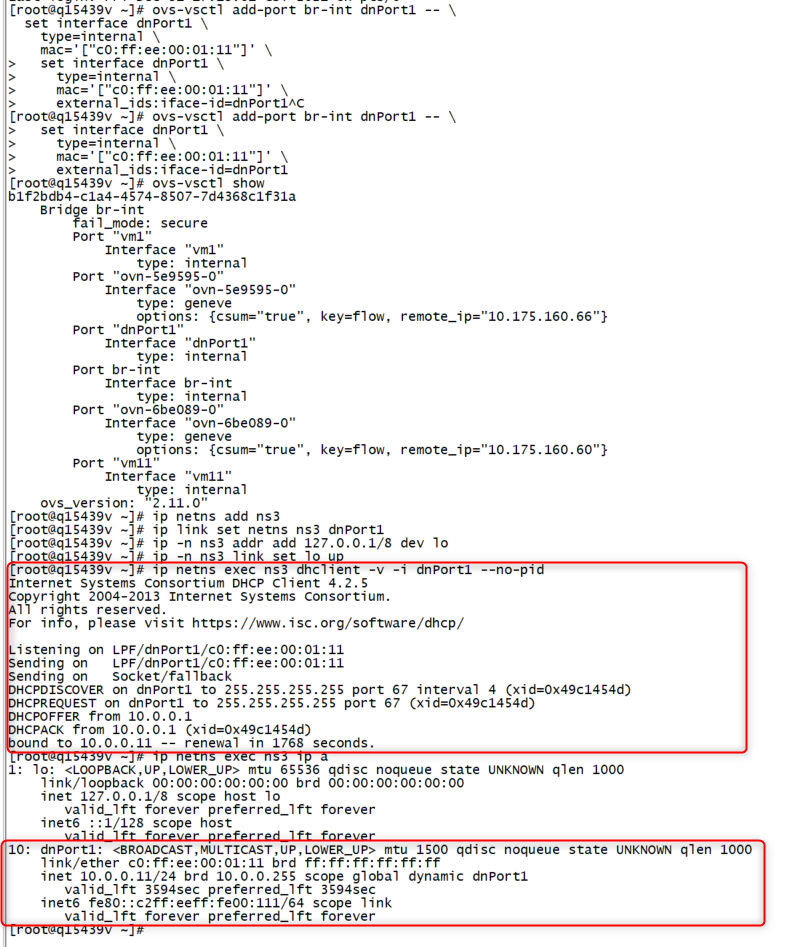 [root@q15439v ~]# ovs-vsctl add-port br-int dnPort1 -- \
  set interface dnPort1 \
    type=internal \
    mac='["c0:ff:ee:00:01:11"]' \
>   set interface dnPort1 \
>     type=internal \
>     mac='["c0:ff:ee:00:01:11"]' \
>     external_ids:iface-id=dnPort1^C
[root@q15439v ~]# ovs-vsctl add-port br-int dnPort1 -- \
>   set interface dnPort1 \
>     type=internal \
>     mac='["c0:ff:ee:00:01:11"]' \
>     external_ids:iface-id=dnPort1
[root@q15439v ~]# ovs-vsctl show
b1f2bdb4-c1a4-4574-8507-7d4368c1f31a
    Bridge br-int
        fail_mode: secure
        Port "vm1"
            Interface "vm1"
                type: internal
        Port "ovn-5e9595-0"
            Interface "ovn-5e9595-0"
                type: geneve
                options: {csum="true", key=flow, remote_ip="10.175.160.66"}
        Port "dnPort1"
            Interface "dnPort1"
                type: internal
        Port br-int
            Interface br-int
                type: internal
        Port "ovn-6be089-0"
            Interface "ovn-6be089-0"
                type: geneve
                options: {csum="true", key=flow, remote_ip="10.175.160.60"}
        Port "vm11"
            Interface "vm11"
                type: internal
    ovs_version: "2.11.0"
[root@q15439v ~]# ip netns add ns3
[root@q15439v ~]# ip link set netns ns3 dnPort1
[root@q15439v ~]# ip -n ns3 addr add 127.0.0.1/8 dev lo
[root@q15439v ~]# ip -n ns3 link set lo up
[root@q15439v ~]# ip netns exec ns3 dhclient -v -i dnPort1 --no-pid
Internet Systems Consortium DHCP Client 4.2.5
Copyright 2004-2013 Internet Systems Consortium.
All rights reserved.
For info, please visit https://www.isc.org/software/dhcp/

Listening on LPF/dnPort1/c0:ff:ee:00:01:11
Sending on   LPF/dnPort1/c0:ff:ee:00:01:11
Sending on   Socket/fallback
DHCPDISCOVER on dnPort1 to 255.255.255.255 port 67 interval 4 (xid=0x49c1454d)
DHCPREQUEST on dnPort1 to 255.255.255.255 port 67 (xid=0x49c1454d)
DHCPOFFER from 10.0.0.1
DHCPACK from 10.0.0.1 (xid=0x49c1454d)
bound to 10.0.0.11 -- renewal in 1768 seconds.
[root@q15439v ~]# ip netns exec ns3 ip a
1: lo: <LOOPBACK,UP,LOWER_UP> mtu 65536 qdisc noqueue state UNKNOWN qlen 1000
    link/loopback 00:00:00:00:00:00 brd 00:00:00:00:00:00
    inet 127.0.0.1/8 scope host lo
       valid_lft forever preferred_lft forever
    inet6 ::1/128 scope host
       valid_lft forever preferred_lft forever
10: dnPort1: <BROADCAST,MULTICAST,UP,LOWER_UP> mtu 1500 qdisc noqueue state UNKNOWN qlen 1000
    link/ether c0:ff:ee:00:01:11 brd ff:ff:ff:ff:ff:ff
    inet 10.0.0.11/24 brd 10.0.0.255 scope global dynamic dnPort1
       valid_lft 3594sec preferred_lft 3594sec
    inet6 fe80::c2ff:eeff:fe00:111/64 scope link
       valid_lft forever preferred_lft forever
[root@q15439v ~]#